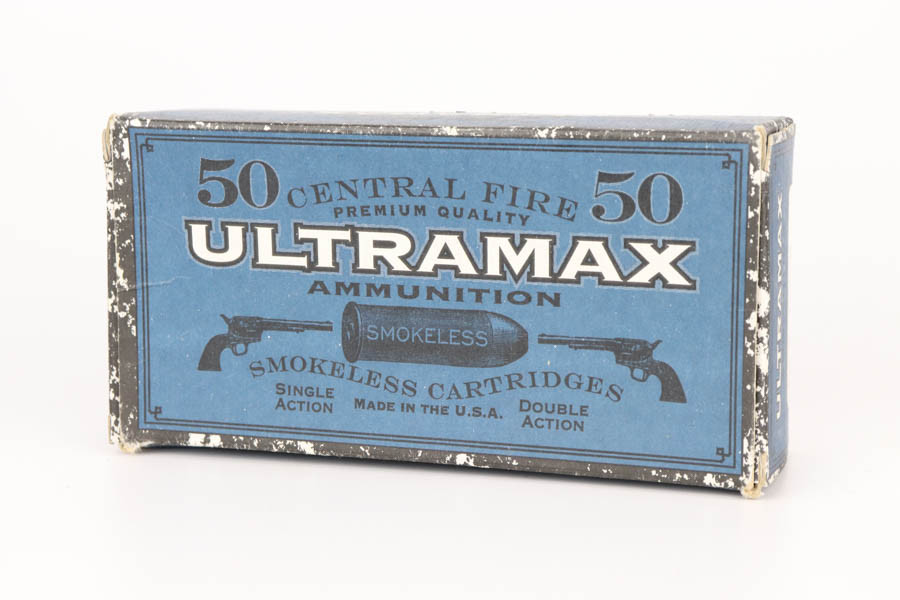 50 CENTRAL FIRE 50
PREMIUM QUALITY
ULTRAMAX
AMMUNITION
SMOKELESS
SMOKELESS CARTRIDGES
SINGLE ACTION
MADE IN THE U.S.A.
DOUBLE ACTION
ULTRAMAX